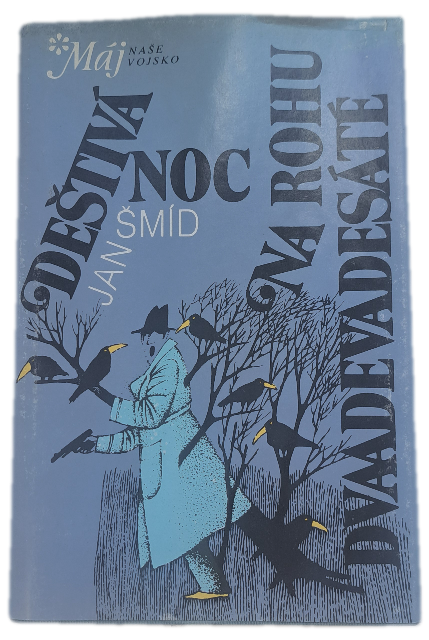 Máj NAŠE
VOJSKO
DEŠTIVÁ
NOC
NA ROHU
DVAADEVADESÁTÉ
JAN ŠMÍD